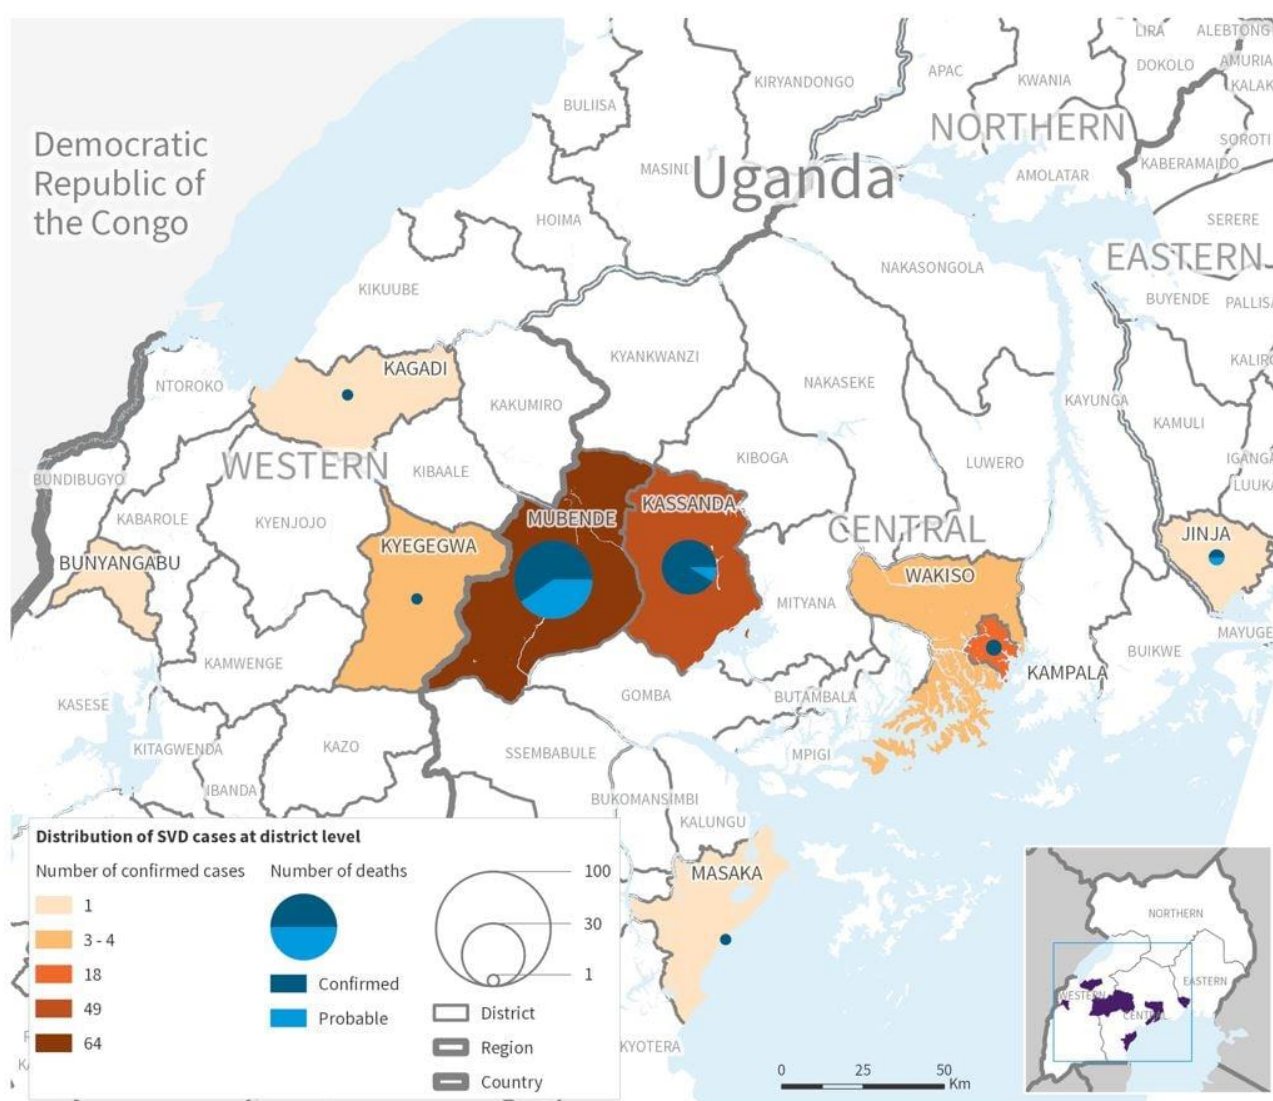 LIRA
ALEBTONG
KIRYANDONGO
APAC
KWANIA
DOKOLO
AMURIA
KALAK
BULIISA
NORTHERN
SOROTI
Democratic
Republic of
the Congo
MASINDI
Uganda
KABERAMAIDO
AMOLATAR
HOIMA
SERERE
EASTERN
NAKASONGOLA
KIKUUBE
BUYENDE
PALLISA
KYANKWANZI
KALIRO
KAGADI
NTOROKO
NAKASEKE
KAKUMIRO
KAYUNGA
KAMULI
WESTERN
KIBAALE
KIBOGA
LUWERO
IGANGA
BUNDIBUGYO
LUUKA
KABAROLE
KYENJOJO
MUBENDE
KASSANDA
CENTRAL
JINJA
KYEGEGWA
BUNYANGABU
WAKISO
MITYANA
KAMWENGE
BUIKWE
MAYUGE
KAMPALA
KASESE
GOMBA
BUTAMBALA
KITAGWENDA
KAZO
SSEMBABULE
MPIGI
IBANDA
BUKOMANSIMBI
KALUNGU
MASAKA
KYOTERA
Distribution of SVD cases at district level
Number of confirmed cases
1
3 - 4
18
49
64
Number of deaths
Confirmed
Probable
100
30
1
District
Region
Country
0 25 50
Km
NORTHERN
EASTERN
WESTERN
CENTRAL